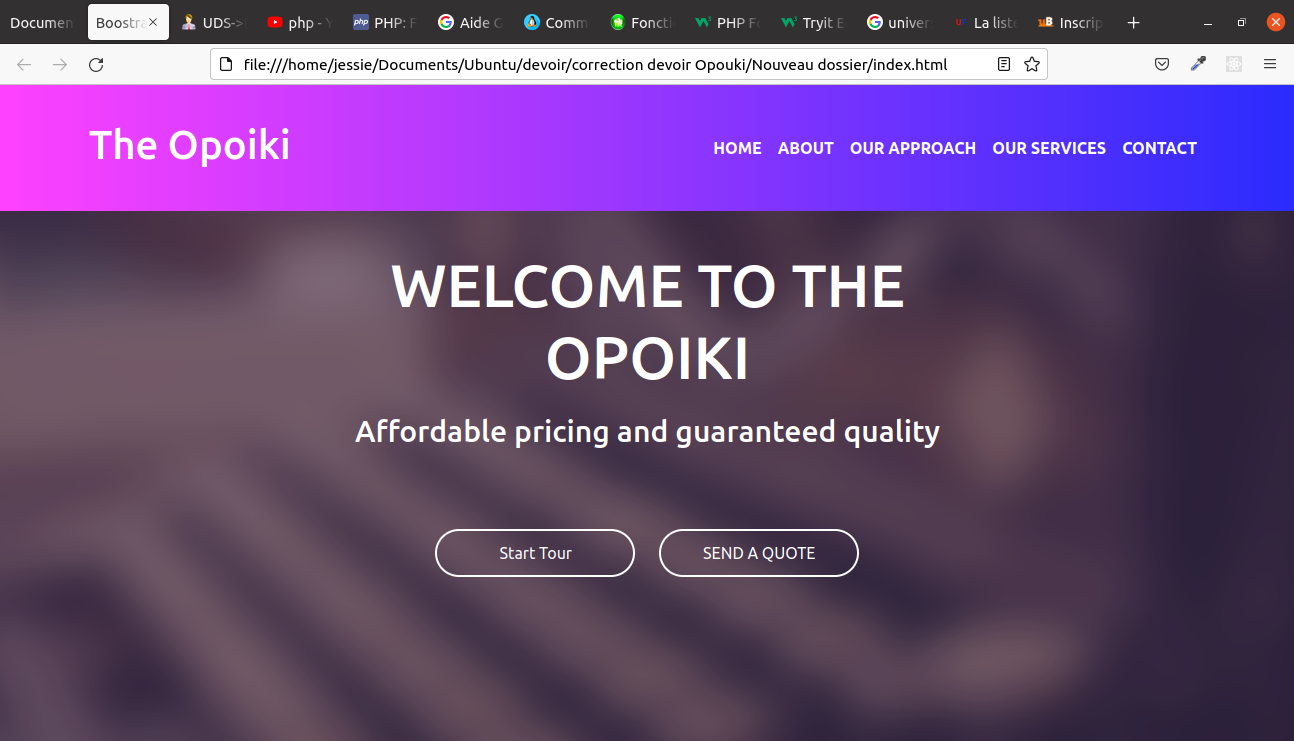 Documen Boostra UDS-> php - Y PHP: F Aide G Comm Foncti PHP Fo Tryit E univer La liste Inscrip
file:///home/jessie/Documents/Ubuntu/devoir/correction devoir Opouki/Nouveau dossier/index.html
The Opoiki
HOME ABOUT OUR APPROACH OUR SERVICES CONTACT
WELCOME TO THE
OPOIKI
Affordable pricing and guaranteed quality
Start Tour SEND A QUOTE